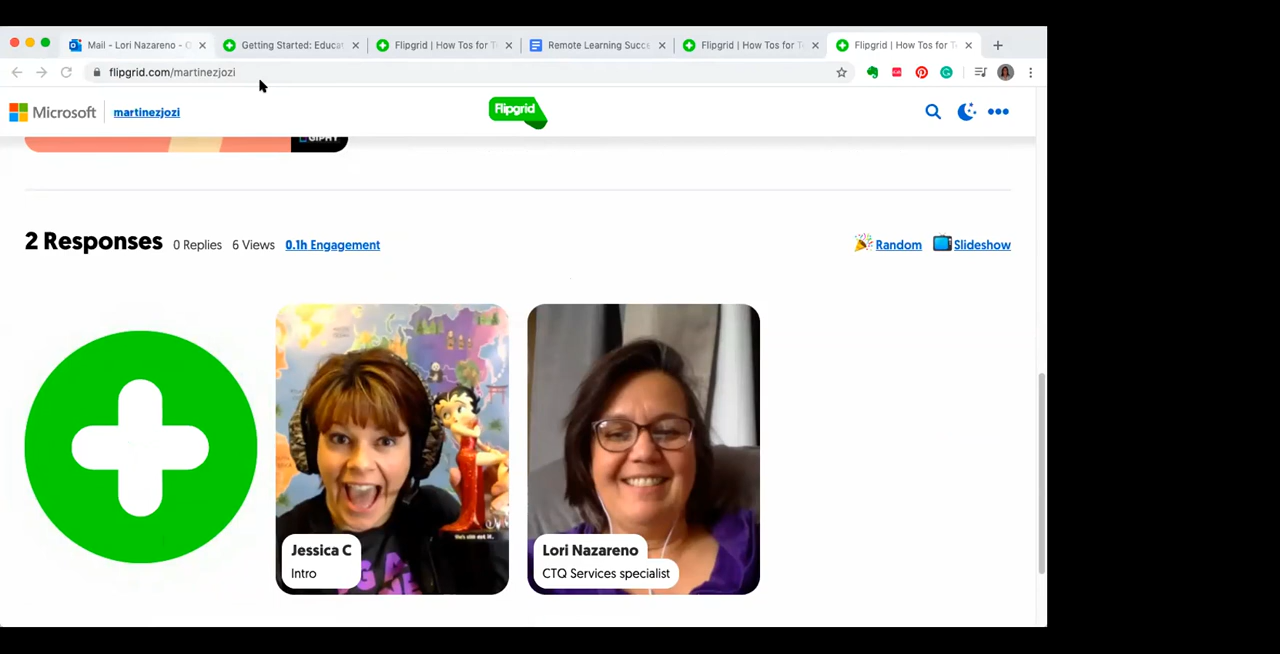 Mail - Lori Nazareno - O
Getting Started: Educat
Flipgrid | How Tos for T
Remote Learning Succ
Flipgrid | How Tos for T
Flipgrid | How Tos for T
flipgrid.com/martinezjozi
Microsoft
martinezjozi
Flipgrid
GIPHY
2 Responses
0 Replies
6 Views
0.1h Engagement
Random
Slideshow
Jessica C
Intro
Lori Nazareno
CTQ Services specialist